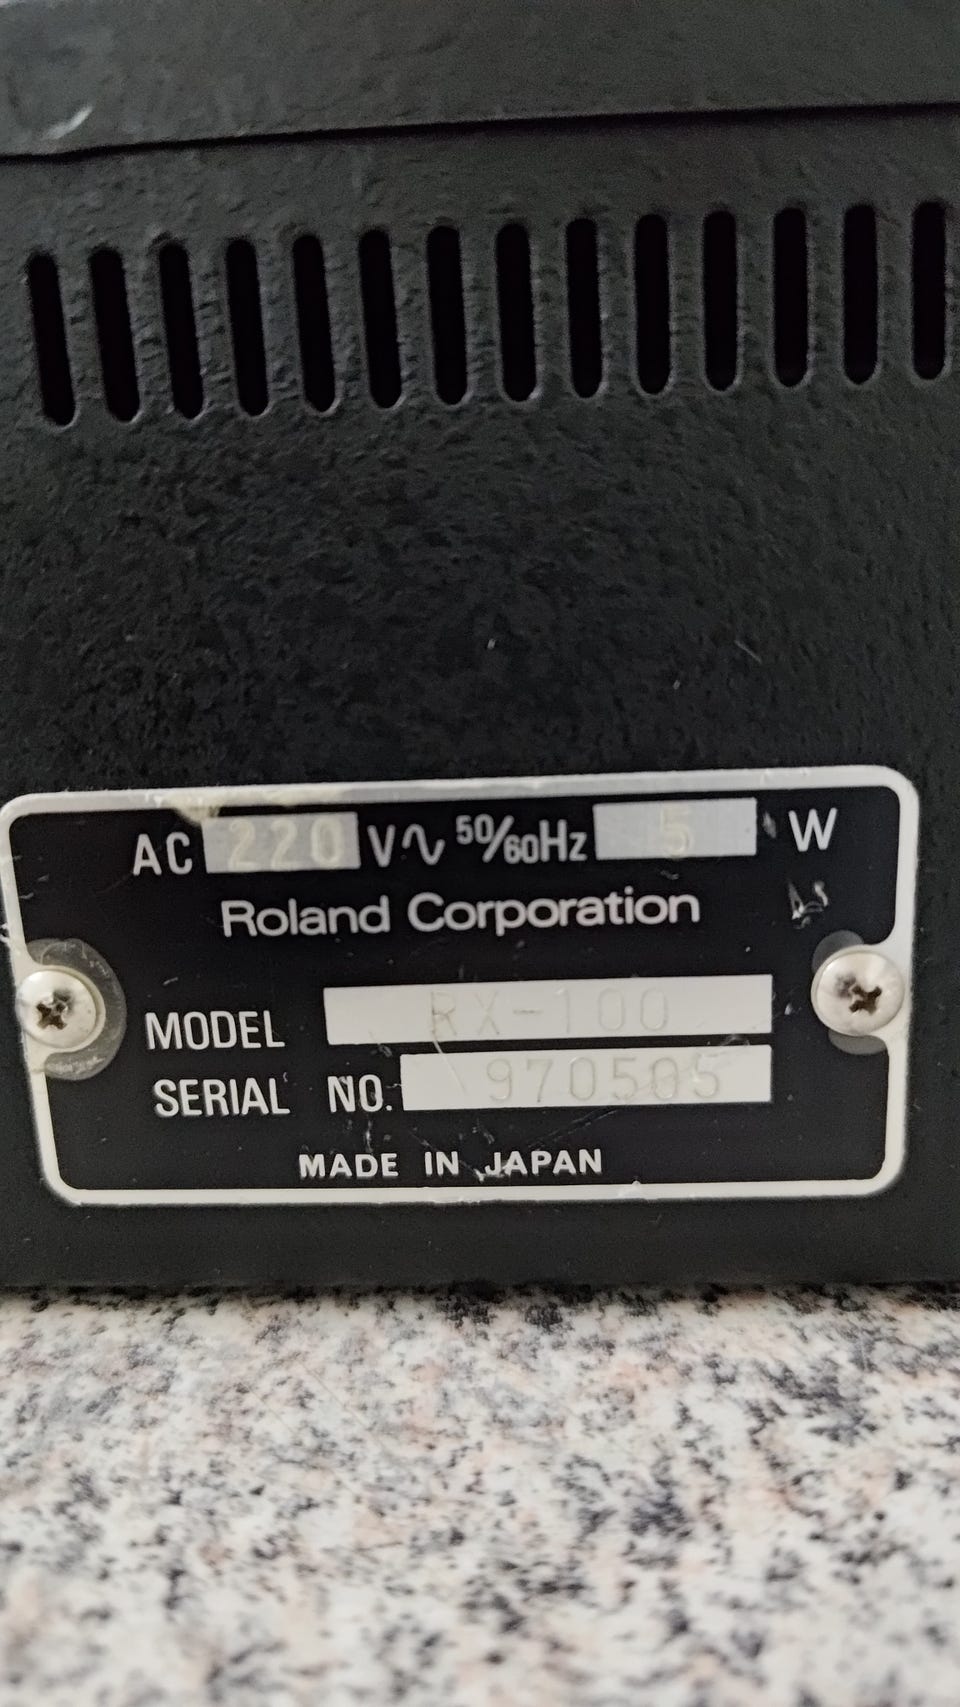 AC 220 V∿ 50/60Hz 5 W
Roland Corporation
MODEL RX-100
SERIAL NO. 970505
MADE IN JAPAN